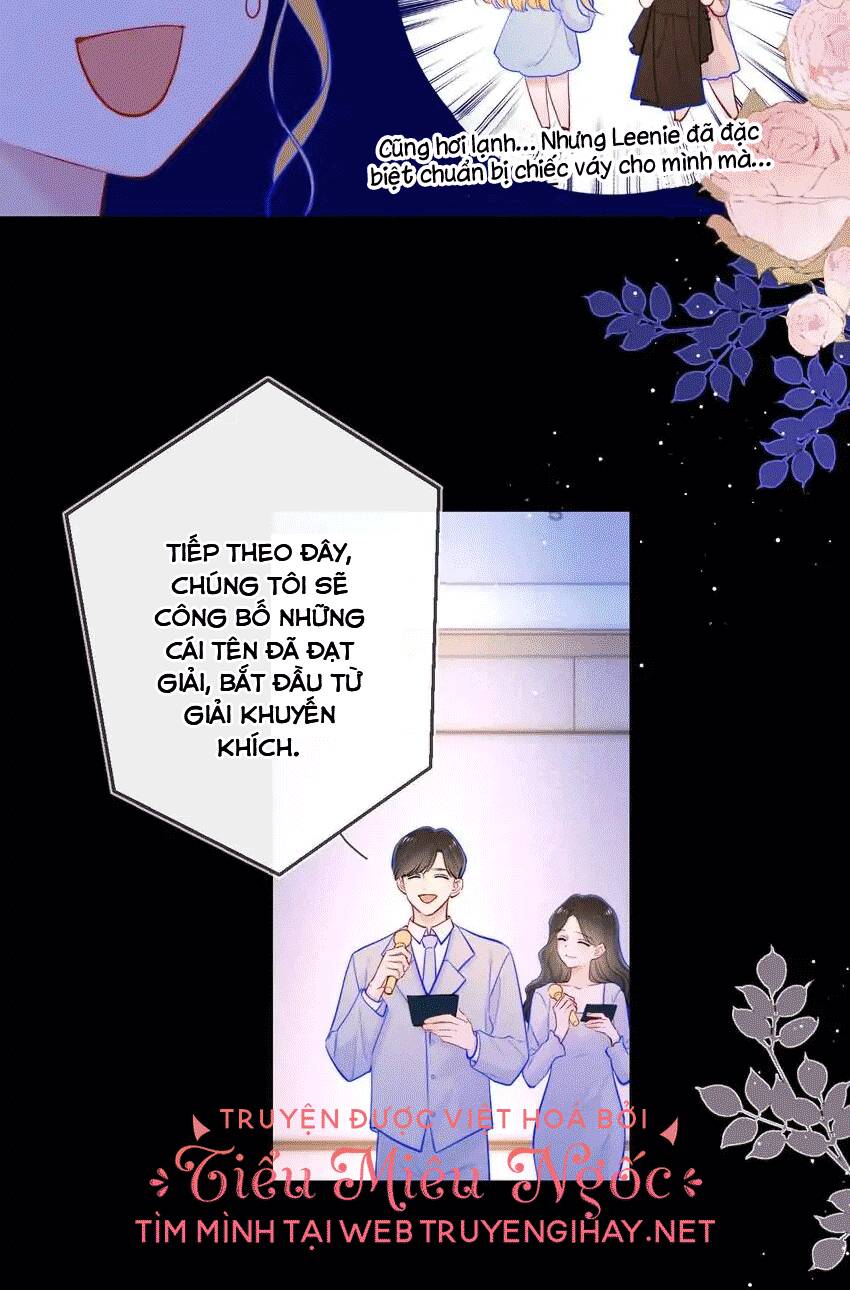 Cũng hơi lạnh... Nhưng Leenie đã đặc
biệt chuẩn bị chiếc váy cho mình mà...
TIẾP THEO ĐÂY,
CHÚNG TÔI SẼ
CÔNG BỐ NHỮNG
CÁI TÊN ĐÃ ĐẠT
GIẢI, BẮT ĐẦU TỪ
GIẢI KHUYẾN
KHÍCH.
TRUYỆN ĐƯỢC VIỆT HOÁ BỞI
Tiểu Miêu Ngốc
TÌM MÌNH TẠI WEB TRUYENGIHAY.NET